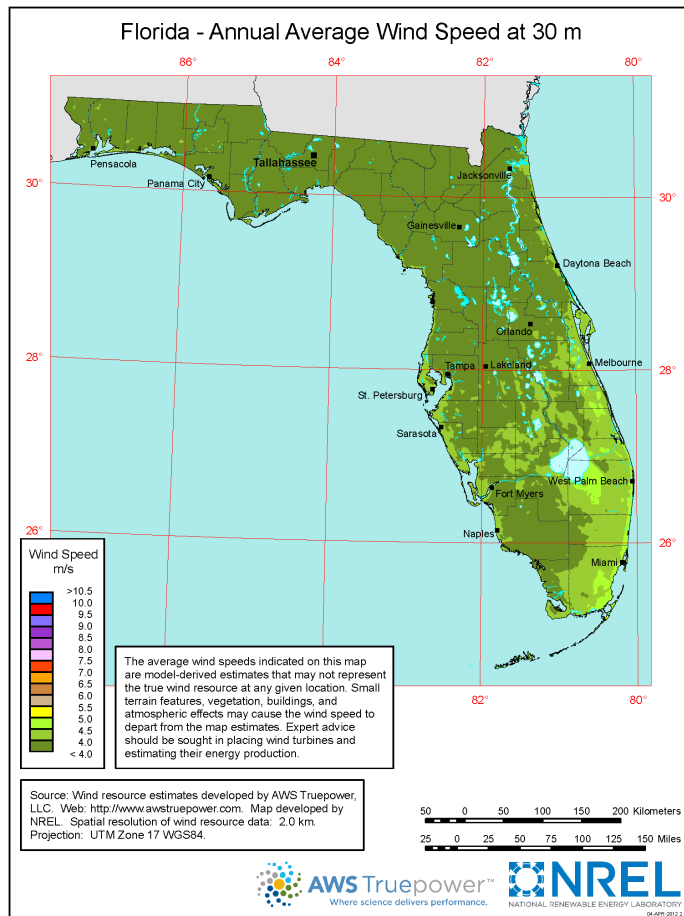 Florida - Annual Average Wind Speed at 30 m
86°
84°
82°
80°
Pensacola
Tallahassee
Panama City
Jacksonville
30°
30°
Gainesville
Daytona Beach
Orlando
28°
28°
Tampa
Lakeland
Melbourne
St. Petersburg
Sarasota
West Palm Beach
Fort Myers
Naples
26°
26°
Miami
82°
80°
Wind Speed
m/s
>10.5
10.0
9.5
9.0
8.5
8.0
7.5
7.0
6.5
6.0
5.5
5.0
4.5
4.0
< 4.0
The average wind speeds indicated on this map
are model-derived estimates that may not represent
the true wind resource at any given location. Small
terrain features, vegetation, buildings, and
atmospheric effects may cause the wind speed to
depart from the map estimates. Expert advice
should be sought in placing wind turbines and
estimating their energy production.
Source: Wind resource estimates developed by AWS Truepower,
LLC. Web: http://www.awstruepower.com. Map developed by
NREL. Spatial resolution of wind resource data: 2.0 km.
Projection: UTM Zone 17 WGS84.
50 0 50 100 150 200 Kilometers
25 0 25 50 75 100 125 150 Miles
AWS Truepower™
Where science delivers performance.
NREL
NATIONAL RENEWABLE ENERGY LABORATORY
04-APR-2012 2.